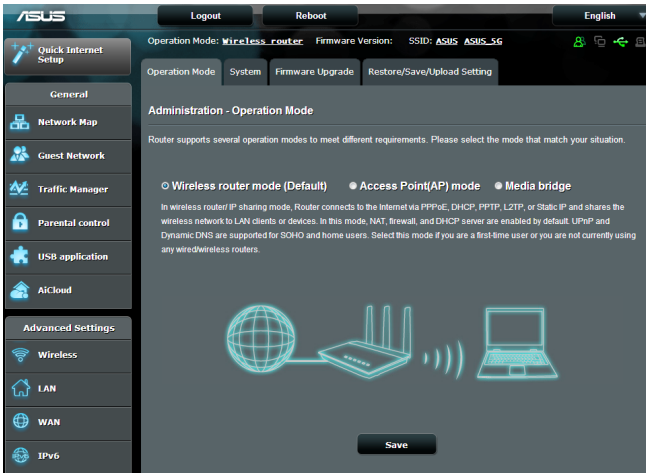 ASUS
Logout
Reboot
English
Operation Mode: Wireless router Firmware Version: SSID: ASUS ASUS_5G
Quick Internet
Setup
General
Network Map
Guest Network
Traffic Manager
Parental control
USB application
AiCloud
Advanced Settings
Wireless
LAN
WAN
IPv6
Operation Mode
System
Firmware Upgrade
Restore/Save/Upload Setting
Administration - Operation Mode
Router supports several operation modes to meet different requirements. Please select the mode that match your situation.
Wireless router mode (Default)
Access Point(AP) mode
Media bridge
In wireless router/ IP sharing mode, Router connects to the Internet via PPPoE, DHCP, PPTP, L2TP, or Static IP and shares the
wireless network to LAN clients or devices. In this mode, NAT, firewall, and DHCP server are enabled by default. UPnP and
Dynamic DNS are supported for SOHO and home users. Select this mode if you are a first-time user or you are not currently using
any wired/wireless routers.
Save